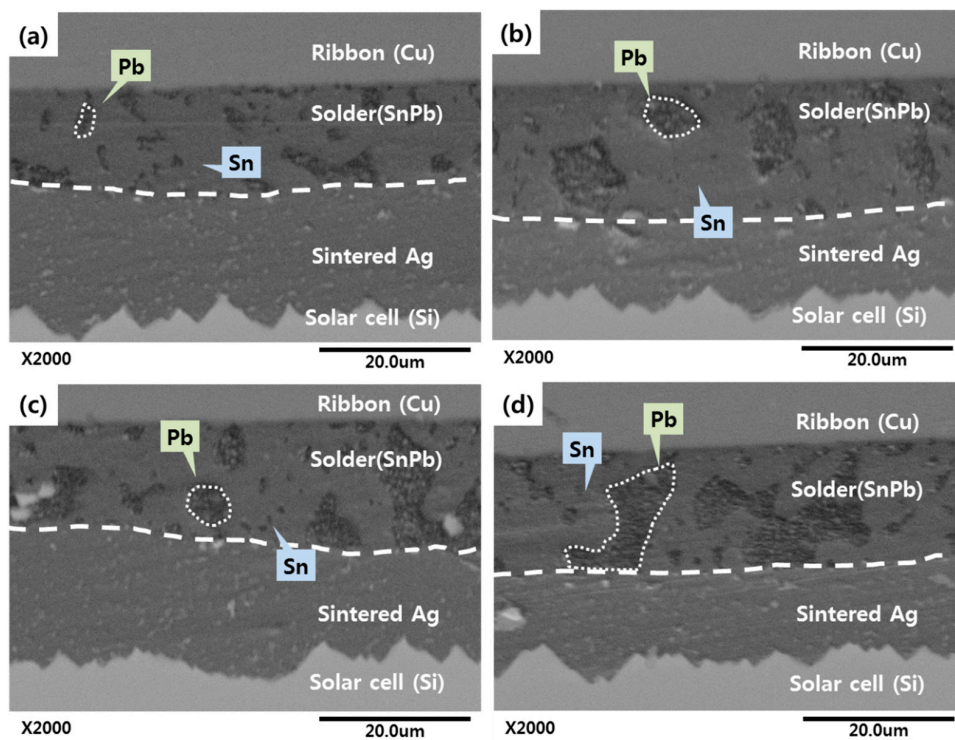 (a)
Ribbon (Cu)
Pb
Solder(SnPb)
Sn
Sintered Ag
Solar cell (Si)
X2000
20.0um
(b)
Ribbon (Cu)
Pb
Solder(SnPb)
Sn
Sintered Ag
Solar cell (Si)
X2000
20.0um
(c)
Ribbon (Cu)
Pb
Solder(SnPb)
Sn
Sintered Ag
Solar cell (Si)
X2000
20.0um
(d)
Ribbon (Cu)
Pb
Sn
Solder(SnPb)
Sintered Ag
Solar cell (Si)
X2000
20.0um